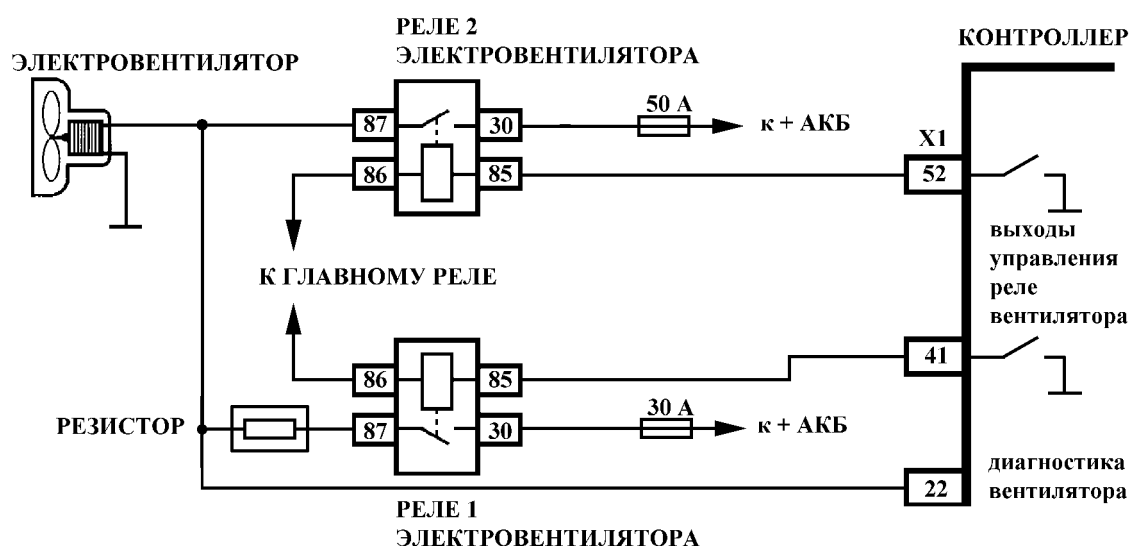 РЕЛЕ 2
ЭЛЕКТРОВЕНТИЛЯТОРА
КОНТРОЛЛЕР
ЭЛЕКТРОВЕНТИЛЯТОР
87
30
50 А
к + АКБ
X1
86
85
52
выходы
управления
реле
вентилятора
К ГЛАВНОМУ РЕЛЕ
86
85
41
РЕЗИСТОР
87
30
30 А
к + АКБ
22
диагностика
вентилятора
РЕЛЕ 1
ЭЛЕКТРОВЕНТИЛЯТОРА